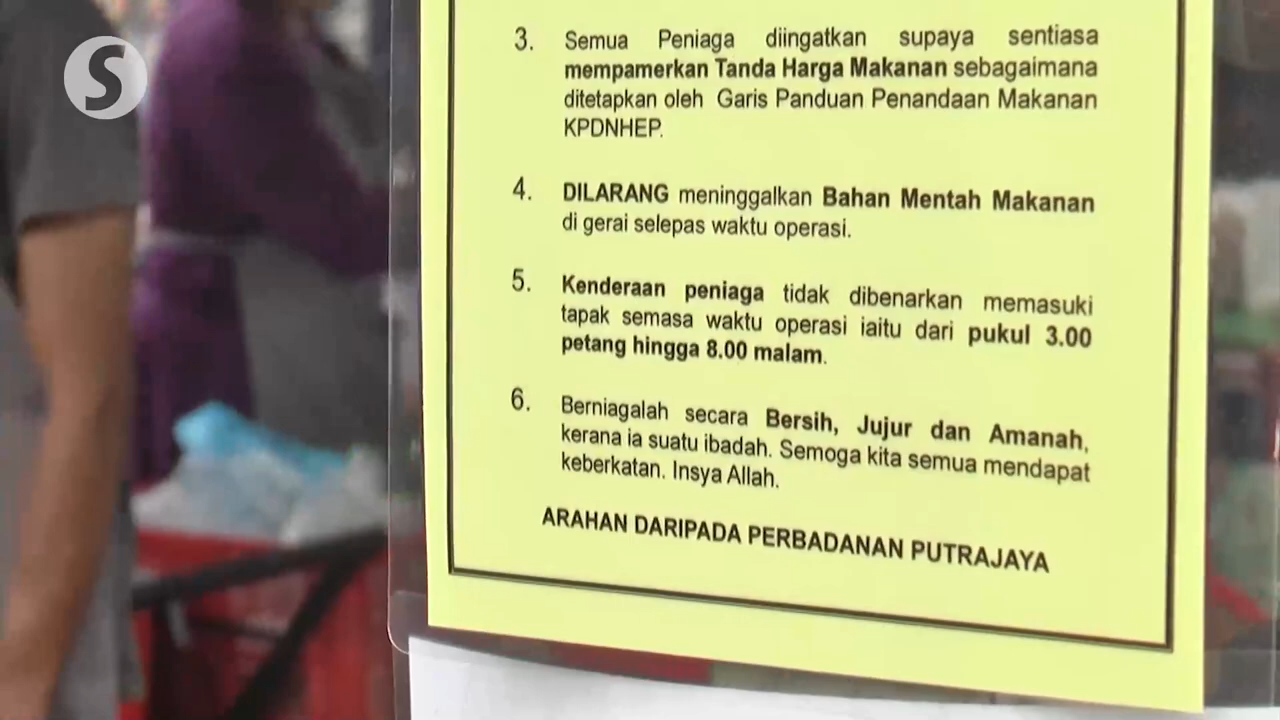 S
3. Semua Peniaga diingatkan supaya sentiasa
mempamerkan Tanda Harga Makanan sebagaimana
ditetapkan oleh Garis Panduan Penandaan Makanan
KPDNHEP.
4. DILARANG meninggalkan Bahan Mentah Makanan
di gerai selepas waktu operasi.
5. Kenderaan peniaga tidak dibenarkan memasuki
tapak semasa waktu operasi iaitu dari pukul 3.00
petang hingga 8.00 malam.
6. Berniagalah secara Bersih, Jujur dan Amanah,
kerana ia suatu ibadah. Semoga kita semua mendapat
keberkatan. Insya Allah.
ARAHAN DARIPADA PERBADANAN PUTRAJAYA